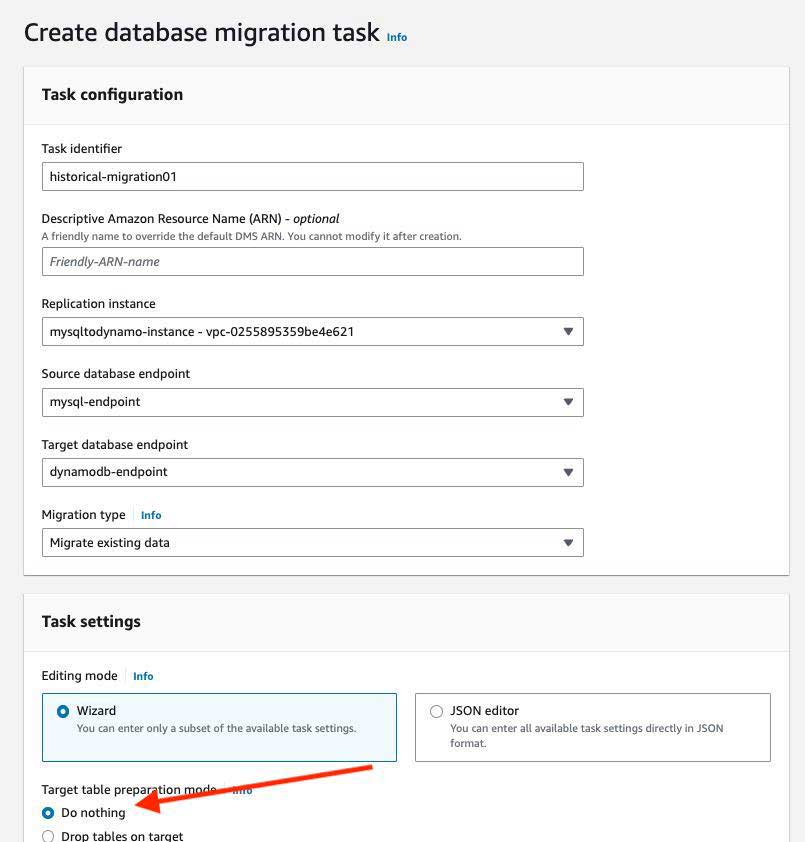 Create database migration task Info
Task configuration
Task identifier
historical-migration01
Descriptive Amazon Resource Name (ARN) - optional
A friendly name to override the default DMS ARN. You cannot modify it after creation.
Friendly-ARN-name
Replication instance
mysqltodynamo-instance - vpc-0255895359be4e621
Source database endpoint
mysql-endpoint
Target database endpoint
dynamodb-endpoint
Migration type Info
Migrate existing data
Task settings
Editing mode Info
Wizard
You can enter only a subset of the available task settings.
JSON editor
You can enter all available task settings directly in JSON
format.
Target table preparation mode Info
Do nothing
Drop tables on target